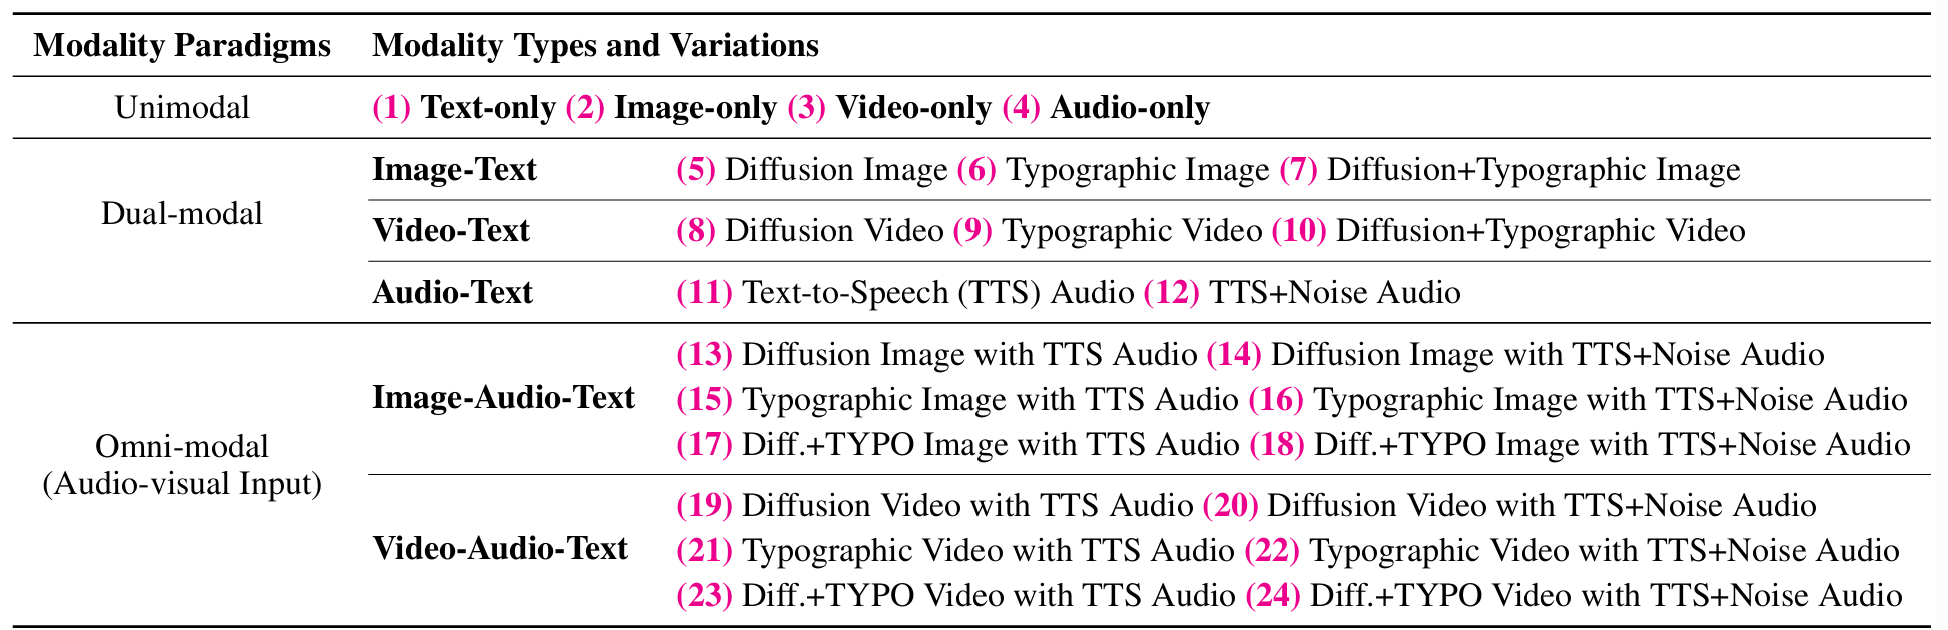 Modality Paradigms Modality Types and Variations
Unimodal (1) Text-only (2) Image-only (3) Video-only (4) Audio-only
Dual-modal
Image-Text (5) Diffusion Image (6) Typographic Image (7) Diffusion+Typographic Image
Video-Text (8) Diffusion Video (9) Typographic Video (10) Diffusion+Typographic Video
Audio-Text (11) Text-to-Speech (TTS) Audio (12) TTS+Noise Audio
Omni-modal
(Audio-visual Input)
Image-Audio-Text
(13) Diffusion Image with TTS Audio (14) Diffusion Image with TTS+Noise Audio
(15) Typographic Image with TTS Audio (16) Typographic Image with TTS+Noise Audio
(17) Diff.+TYPO Image with TTS Audio (18) Diff.+TYPO Image with TTS+Noise Audio
Video-Audio-Text
(19) Diffusion Video with TTS Audio (20) Diffusion Video with TTS+Noise Audio
(21) Typographic Video with TTS Audio (22) Typographic Video with TTS+Noise Audio
(23) Diff.+TYPO Video with TTS Audio (24) Diff.+TYPO Video with TTS+Noise Audio